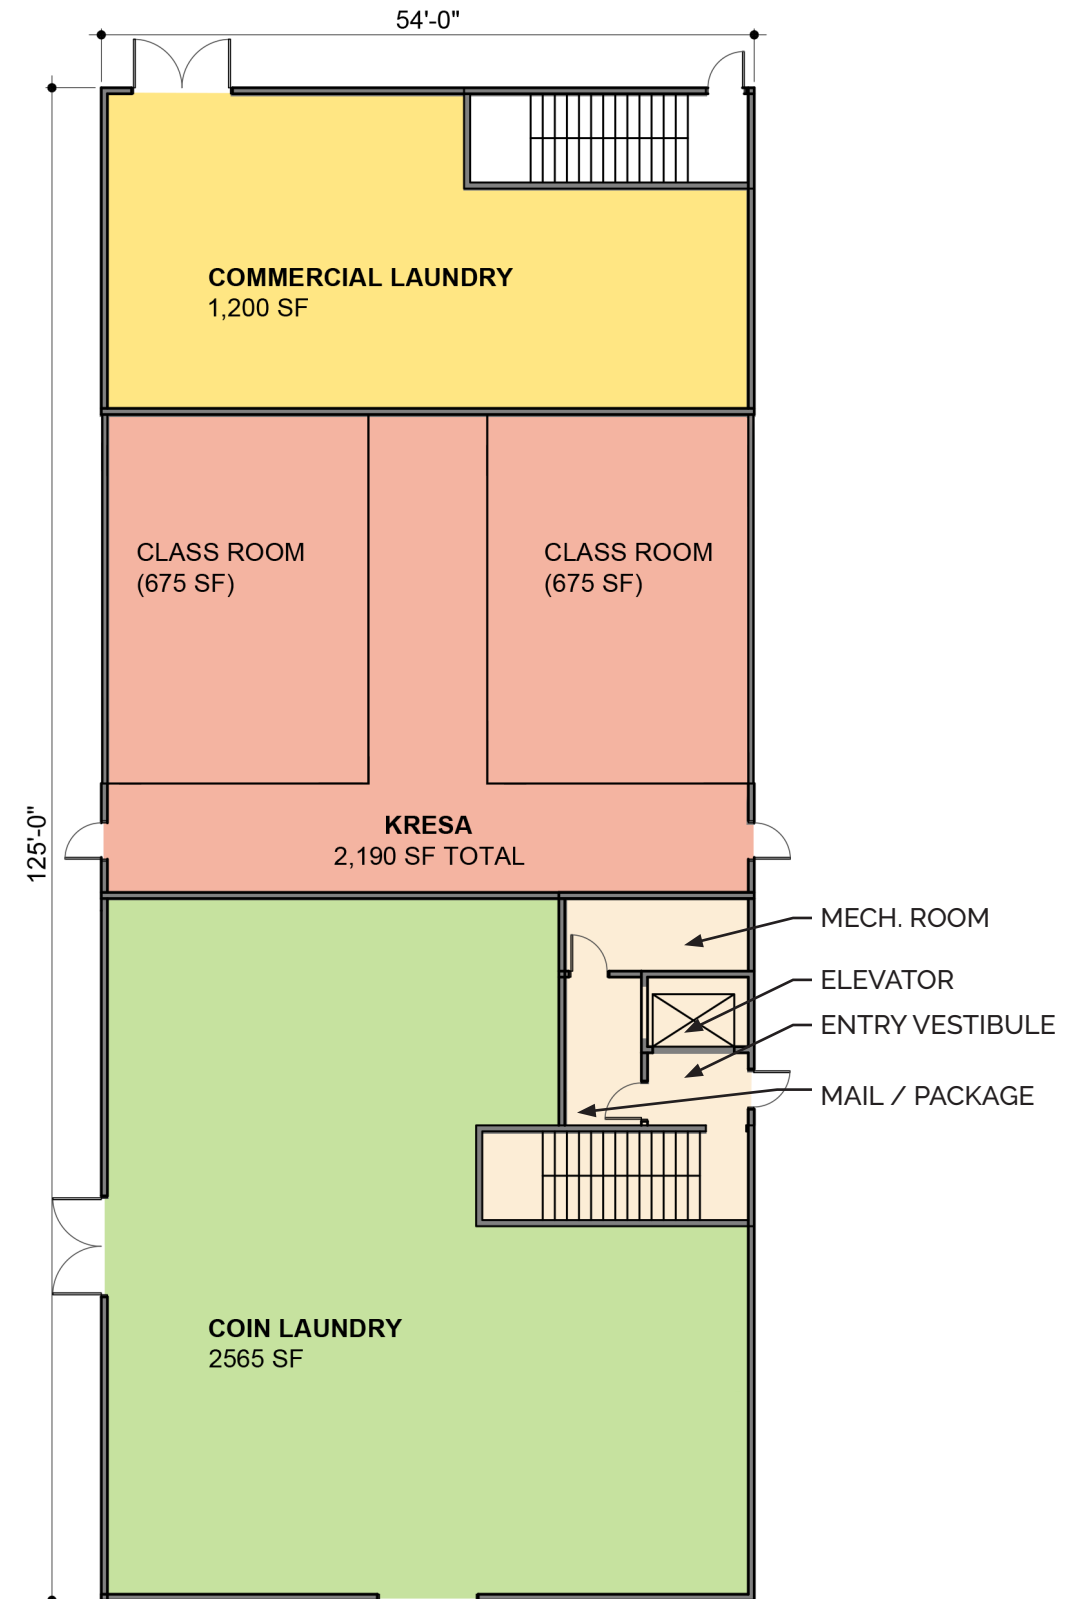 54'-0"
COMMERCIAL LAUNDRY
1,200 SF
CLASS ROOM
(675 SF)
CLASS ROOM
(675 SF)
125'-0"
KRESA
2,190 SF TOTAL
MECH. ROOM
ELEVATOR
ENTRY VESTIBULE
MAIL / PACKAGE
COIN LAUNDRY
2565 SF